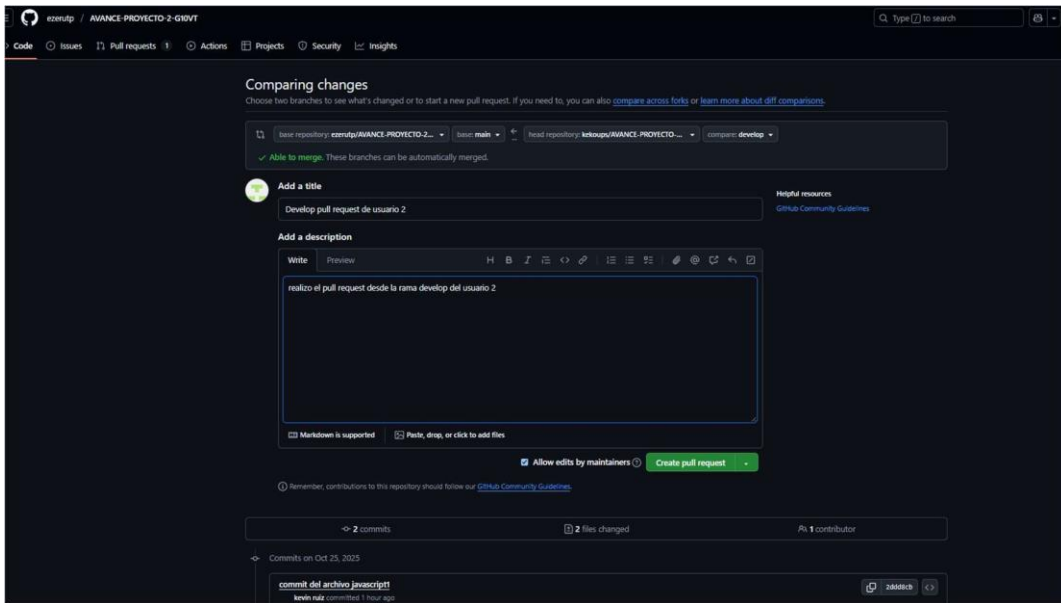 ezerutp / AVANCE-PROYECTO-2-G10VT
Type / to search
Code Issues Pull requests 1 Actions Projects Security Insights
Comparing changes
Choose two branches to see what's changed or to start a new pull request. If you need to, you can also compare across forks or learn more about diff comparisons.
base repository: ezerutp/AVANCE-PROYECTO-2... base: main head repository: kekoups/AVANCE-PROYECTO-... compare: develop
Able to merge. These branches can be automatically merged.
Add a title
Helpful resources
Develop pull request de usuario 2
GitHub Community Guidelines
Add a description
Write Preview
realizo el pull request desde la rama develop del usuario 2
Markdown is supported Paste, drop, or click to add files
Allow edits by maintainers Create pull request
Remember, contributions to this repository should follow our GitHub Community Guidelines.
2 commits 2 files changed 1 contributor
Commits on Oct 25, 2025
commit del archivo javascript1
kevin ruiz committed 1 hour ago